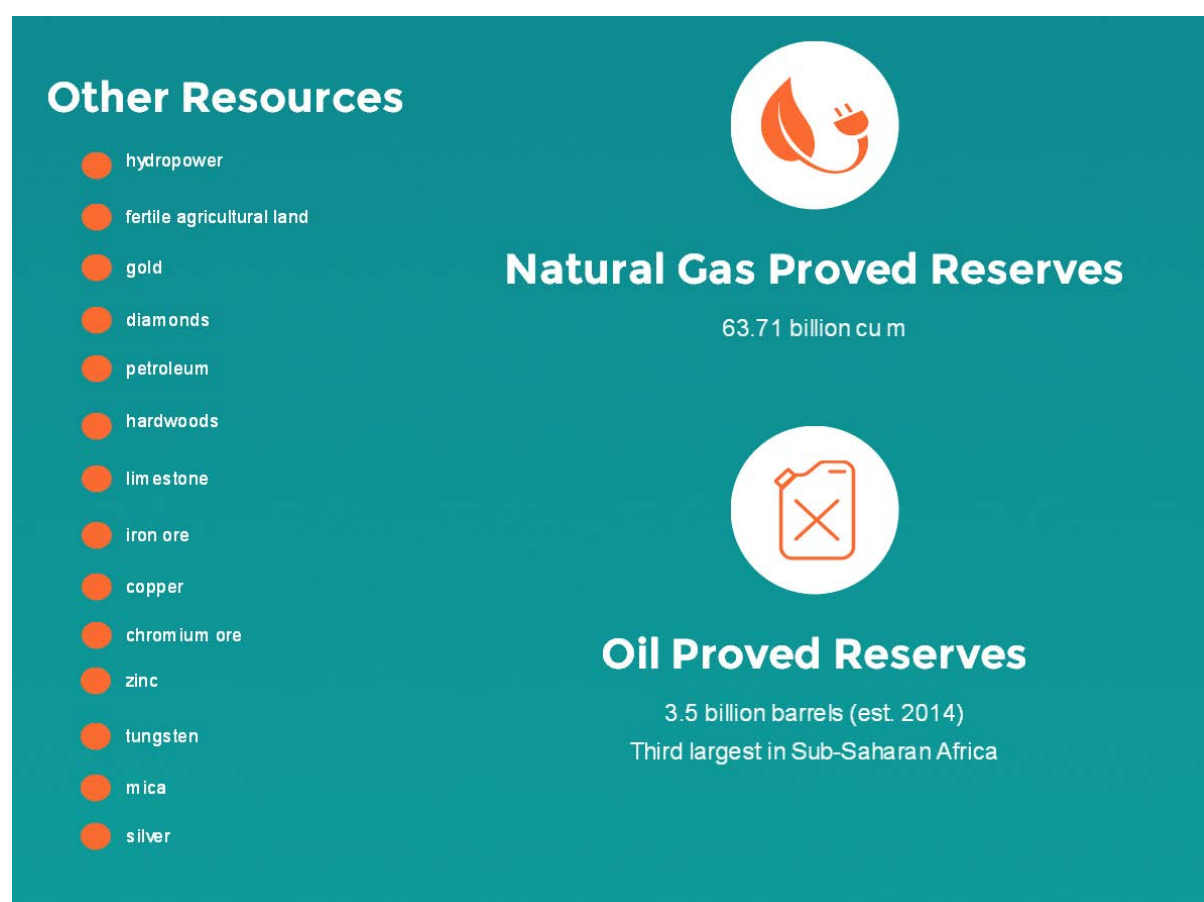 Other Resources
hydropower
fertile agricultural land
gold
diamonds
petroleum
hardwoods
limestone
iron ore
copper
chromium ore
zinc
tungsten
mica
silver
Natural Gas Proved Reserves
63.71 billion cu m
Oil Proved Reserves
3.5 billion barrels (est. 2014)
Third largest in Sub-Saharan Africa